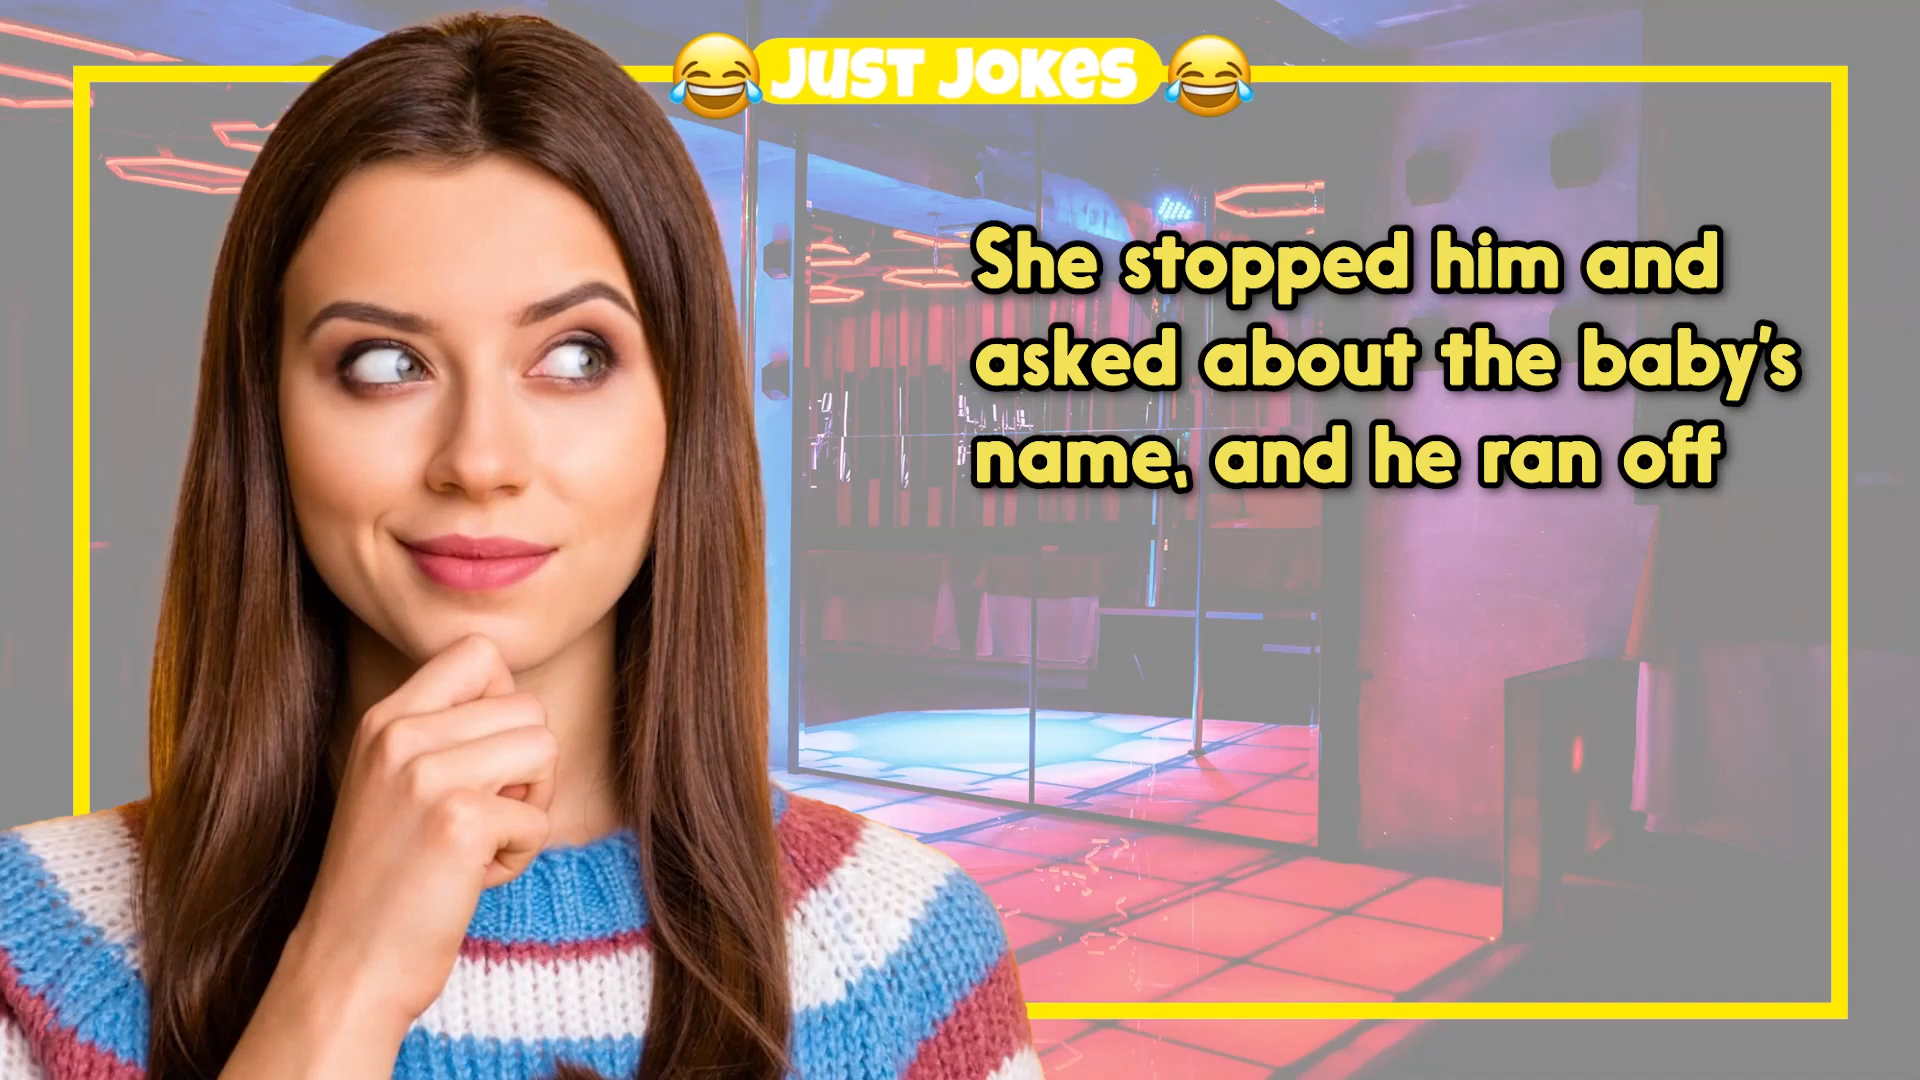 JUST JOKES
She stopped him and
asked about the baby's
name, and he ran off